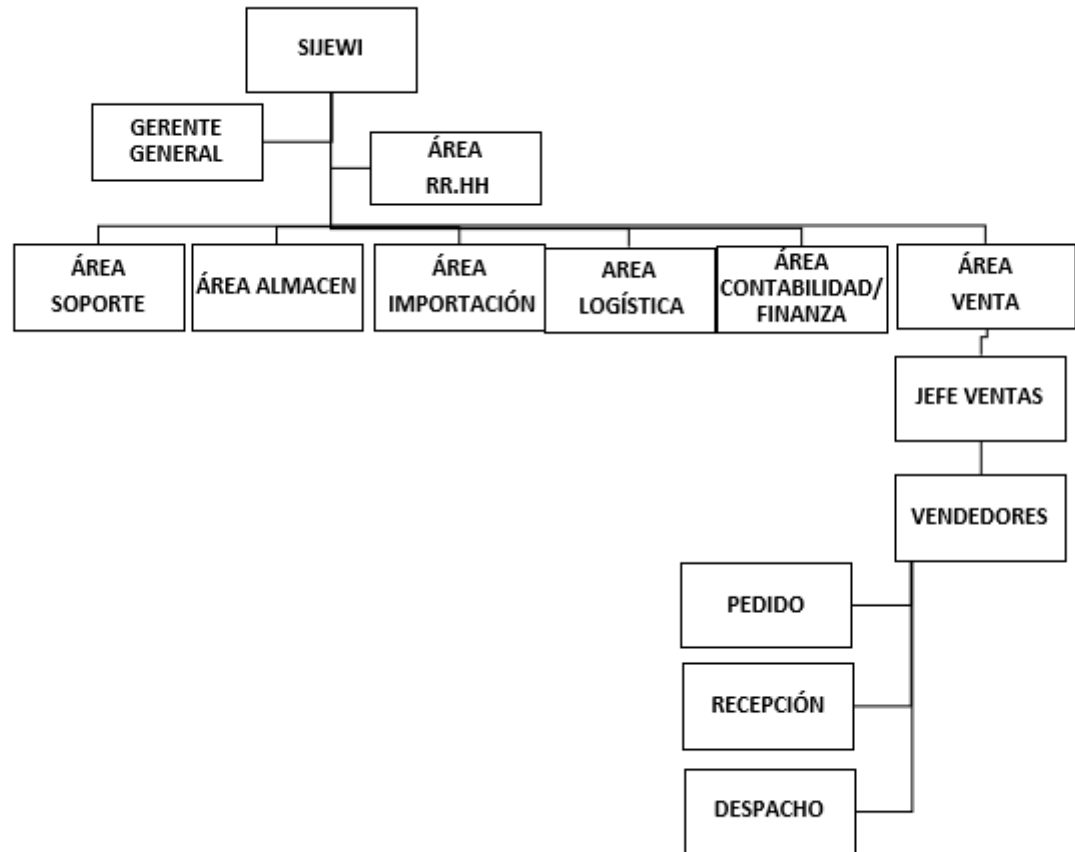 SIJEWI
GERENTE
GENERAL
ÁREA
RR.HH
ÁREA
SOPORTE
ÁREA ALMACEN
ÁREA
IMPORTACIÓN
AREA
LOGÍSTICA
ÁREA
CONTABILIDAD/
FINANZA
ÁREA
VENTA
JEFE VENTAS
VENDEDORES
PEDIDO
RECEPCIÓN
DESPACHO